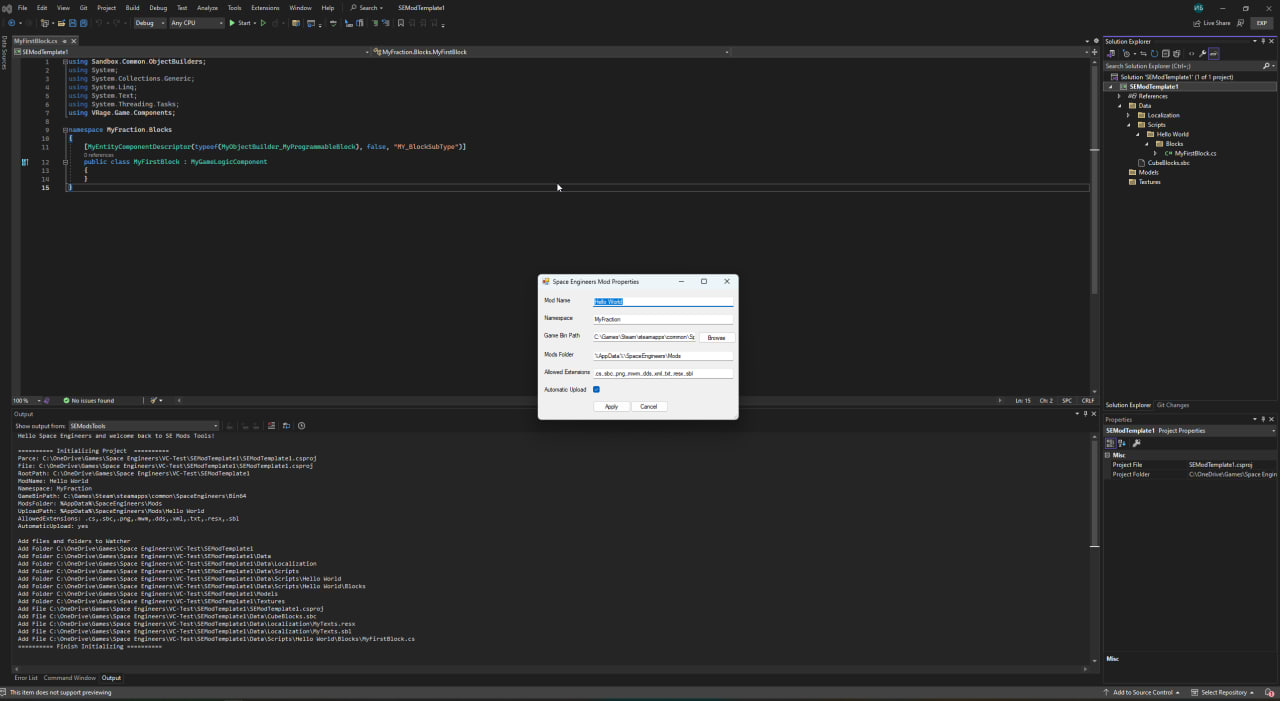 File Edit View Git Project Build Debug Test Analyze Tools Extensions Window Help Search SEModTemplate1
Debug Any CPU Start Live Share EXP
Data Sources
MyFirstBlock.cs
SEModTemplate1 MyFraction.Blocks.MyFirstBlock
1 using Sandbox.Common.ObjectBuilders;
2 using System;
3 using System.Collections.Generic;
4 using System.Linq;
5 using System.Text;
6 using System.Threading.Tasks;
7 using VRage.Game.Components;
8
9 namespace MyFraction.Blocks
10 {
11 [MyEntityComponentDescriptor(typeof(MyObjectBuilder_MyProgrammableBlock), false, "MY_BlockSubType")]
0 references
12 public class MyFirstBlock : MyGameLogicComponent
13 {
14 }
15 }
100 % No issues found Ln: 15 Ch: 2 SPC CRLF
Space Engineers Mod Properties
Mod Name Hello World
Namespace MyFraction
Game Bin Path C:\Games\Steam\steamapps\common\Sp Browse
Mods Folder %AppData%\SpaceEngineers\Mods
Allowed Extensions .cs,.sbc,.png,.mwm,.dds,.xml,.txt,.resx,.sbl
Automatic Upload
Apply Cancel
Output
Show output from: SEModsTools
Hello Space Engineers and welcome back to SE Mods Tools!
========== Initializing Project ==========
Parce: C:\OneDrive\Games\Space Engineers\VC-Test\SEModTemplate1\SEModTemplate1.csproj
File: C:\OneDrive\Games\Space Engineers\VC-Test\SEModTemplate1\SEModTemplate1.csproj
RootPath: C:\OneDrive\Games\Space Engineers\VC-Test\SEModTemplate1
ModName: Hello World
Namespace: MyFraction
GameBinPath: C:\Games\Steam\steamapps\common\SpaceEngineers\Bin64
ModsFolder: %AppData%\SpaceEngineers\Mods
UploadPath: %AppData%\SpaceEngineers\Mods\Hello World
AllowedExtensions: .cs,.sbc,.png,.mwm,.dds,.xml,.txt,.resx,.sbl
AutomaticUpload: yes
Add files and folders to Watcher
Add Folder C:\OneDrive\Games\Space Engineers\VC-Test\SEModTemplate1
Add Folder C:\OneDrive\Games\Space Engineers\VC-Test\SEModTemplate1\Data
Add Folder C:\OneDrive\Games\Space Engineers\VC-Test\SEModTemplate1\Data\Localization
Add Folder C:\OneDrive\Games\Space Engineers\VC-Test\SEModTemplate1\Data\Scripts
Add Folder C:\OneDrive\Games\Space Engineers\VC-Test\SEModTemplate1\Data\Scripts\Hello World
Add Folder C:\OneDrive\Games\Space Engineers\VC-Test\SEModTemplate1\Data\Scripts\Hello World\Blocks
Add Folder C:\OneDrive\Games\Space Engineers\VC-Test\SEModTemplate1\Models
Add Folder C:\OneDrive\Games\Space Engineers\VC-Test\SEModTemplate1\Textures
Add File C:\OneDrive\Games\Space Engineers\VC-Test\SEModTemplate1\SEModTemplate1.csproj
Add File C:\OneDrive\Games\Space Engineers\VC-Test\SEModTemplate1\Data\CubeBlocks.sbc
Add File C:\OneDrive\Games\Space Engineers\VC-Test\SEModTemplate1\Data\Localization\MyTexts.resx
Add File C:\OneDrive\Games\Space Engineers\VC-Test\SEModTemplate1\Data\Localization\MyTexts.sbl
Add File C:\OneDrive\Games\Space Engineers\VC-Test\SEModTemplate1\Data\Scripts\Hello World\Blocks\MyFirstBlock.cs
========== Finish Initializing ==========
Error List Command Window Output
Solution Explorer
Search Solution Explorer (Ctrl+;)
Solution 'SEModTemplate1' (1 of 1 project)
SEModTemplate1
References
Data
Localization
Scripts
Hello World
Blocks
C# MyFirstBlock.cs
CubeBlocks.sbc
Models
Textures
Solution Explorer Git Changes
Properties
SEModTemplate1 Project Properties
Misc
Project File SEModTemplate1.csproj
Project Folder C:\OneDrive\Games\Space Engin
Misc
This item does not support previewing Add to Source Control Select Repository